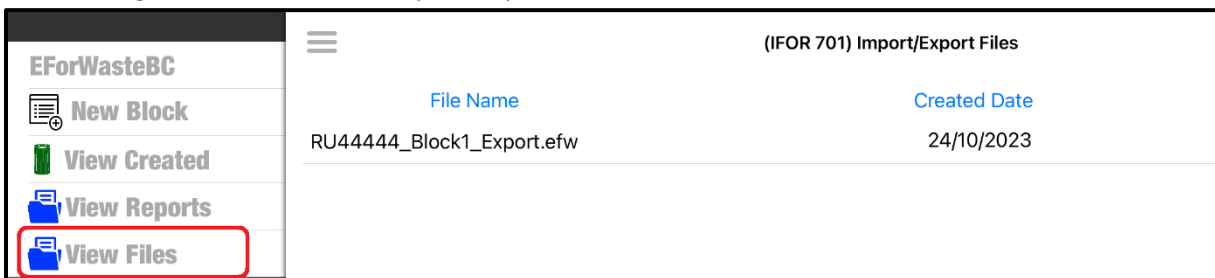 EForWasteBC
New Block
View Created
View Reports
View Files
(IFOR 701) Import/Export Files
File Name Created Date
RU44444_Block1_Export.efw 24/10/2023